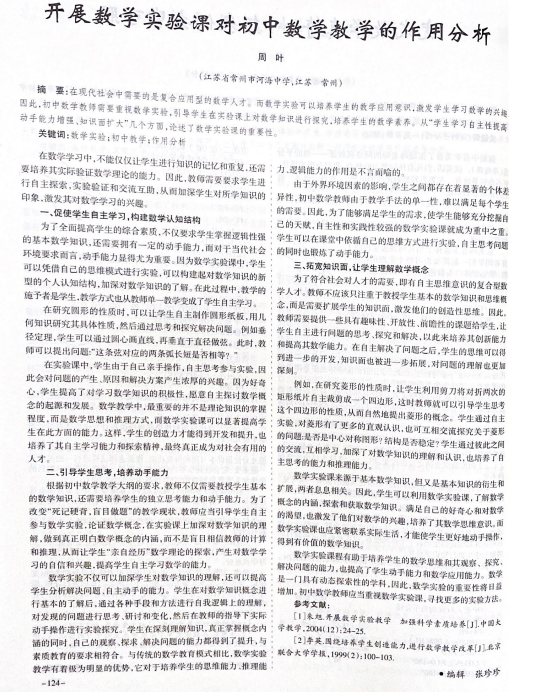 开展数学实验课对初中数学教学的作用分析
周 叶
(江苏省常州市河海中学,江苏 常州)
摘 要:在现代社会中需要的是复合应用型的数学人才。而数学实验可以培养学生的数学应用意识,激发学生学习数学的兴趣
因此,初中数学教师需要重视数学实验,引导学生在实验课上对数学知识进行探究,培养学生的数学素养。从“学生学习自主性提高
动手能力增强、知识面扩大”几个方面,论述了数学实验课的重要性。
关键词:数学实验;初中教学;作用分析
在数学学习中,不能仅仅让学生进行知识的记忆和重复,还需
要培养其实际验证数学理论的能力。因此,教师需要要求学生进
行自主探索,实验验证和交流互助,从而加深学生对所学知识的
印象,激发其对数学学习的兴趣。
一、促使学生自主学习,构建数学认知结构
为了全面提高学生的综合素质,不仅要求学生掌握逻辑性强
的基本数学知识,还需要拥有一定的动手能力,而对于当代社会
环境要求而言,动手能力显得尤为重要。因为数学实验课中,学生
可以凭借自己的思维模式进行实验,可以构建起对数学知识的新
型的个人认知结构,加深对数学知识的了解。在此过程中,教学的
施予者是学生,教学方式也从教师单一教学变成了学生自主学习。
在研究圆形的性质时,可以让学生自主制作圆形纸板,用几
何知识研究其具体性质,然后通过思考和探究解决问题。例如垂
径定理,学生可以通过圆心画直线,再垂直于直径做弦。此时,教
师可以提出问题:“这条弦对应的两条弧长短是否相等?”
在实验课中,学生由于自己亲手操作,自主思考参与实验,因
此会对问题的产生、原因和解决方案产生浓厚的兴趣。因为好奇
心,学生提高了对学习数学知识的积极性,愿意自主探讨数学概
念的起源和发展。数学教学中,最重要的并不是理论知识的掌握
程度,而是数学思想和推理方式,而数学实验课可以显著提高学
生在此方面的能力。这样,学生的创造力才能得到开发和提升,也
培养了其自主学习能力和探索精神,最终真正成为对社会有用的
人才。
二、引导学生思考,培养动手能力
根据初中数学教学大纲的要求,教师不仅需要教授学生基本
的数学知识,还需要培养学生的独立思考能力和动手能力。为了
改变“死记硬背,盲目做题”的教学现状,教师应当引导学生自主
参与数学实验,论证数学概念,在实验课上加深对数学知识的理
解,做到真正明白数学概念的内涵,而不是盲目相信教师的计算
和推理,从而让学生“亲自经历”数学理论的探索,产生对数学学
习的自信和兴趣,提高学生自主学习数学的能力。
数学实验不仅可以加深学生对数学知识的理解,还可以提高
学生分析解决问题、自主动手的能力。学生在对数学知识概念进
行基本的了解后,通过各种手段和方法进行自我逻辑上的理解,
对发现的问题进行思考、研讨和变化,然后在教师的指导下实际
动手操作进行实验探究。学生在深刻理解知识、真正掌握概念内
涵的同时,自己的观察、探求、解决问题的能力都得到了提升,与
素质教育的要求相符合。与传统的数学教育模式相比,数学实验
教学有着极为明显的优势,它对于培养学生的思维能力、推理能
力、逻辑能力的作用是不言而喻的。
由于外界环境因素的影响,学生之间都存在着显著的个体差
异性,初中数学教师由于教学手法的单一性,难以满足每个学生
的需要。因此,为了能够满足学生的需求,使学生能够充分挖掘自
己的天赋,自主性和实践性较强的数学实验课就成为重中之重。
学生可以在课堂中依循自己的思维方式进行实验,自主思考问题
的同时也锻炼了动手能力。
三、拓宽知识面,让学生理解数学概念
为了符合社会对人才的需要,即有自主思维意识的复合型数
学人才。教师不应该只注重于教授学生基本的数学知识和思维概
念,而是需要扩展学生的知识面,激发他们的创造性思维。因此,
教师需要提供一些具有趣味性、开放性、前瞻性的课题给学生,让
学生自主进行问题的思考、探究和解决,以此来培养其创新能力
和提高其数学能力。在自主解决了问题之后,学生的思维可以得
到进一步的开发,知识面也被进一步拓展,对问题的理解也更加
深刻。
例如,在研究菱形的性质时,让学生利用剪刀将对折两次的
矩形纸片自主裁剪成一个四边形,这时教师就可以引导学生思考
这个四边形的性质,从而自然地提出菱形的概念。学生通过自主
实验,对菱形有了更多的直观认识,也可互相交流探究关于菱形
的问题:是否是中心对称图形?结构是否稳定?学生通过彼此之间
的交流,互相学习,加深了对数学知识的理解和认识,也培养了自
主思考的能力和推理能力。
数学实验课来源于基本数学知识,但又是基本知识的衍生和
扩展,两者息息相关。因此,学生可以利用数学实验课,了解数学
概念的内涵,探索和获取数学知识。满足自己的好奇心和对数学
的渴望,也激发了他们对数学的兴趣,培养了其数学思维意识。而
数学实验课也应紧密联系实际生活,才能使学生更好地动手操作,
得到有价值的数学知识。
数学实验课程有助于培养学生的数学思维和其观察、探究、
解决问题的能力,也提高了学生动手能力和数学应用能力。数学
是一门具有动态探索性的学科,因此,数学实验的重要性将日益
增加。初中数学教师应当重视数学实验课,寻找更多的实验方法。
参考文献:
[1]朱旭.开展数学实验教学 加强科学素质培养[J].中国大
学教学,2004(12):24-25.
[2]李英.围绕培养学生创造能力,进行数学教学改革[J].北京
联合大学学报,1999(2):100-103.
•编辑 张珍珍
-124-